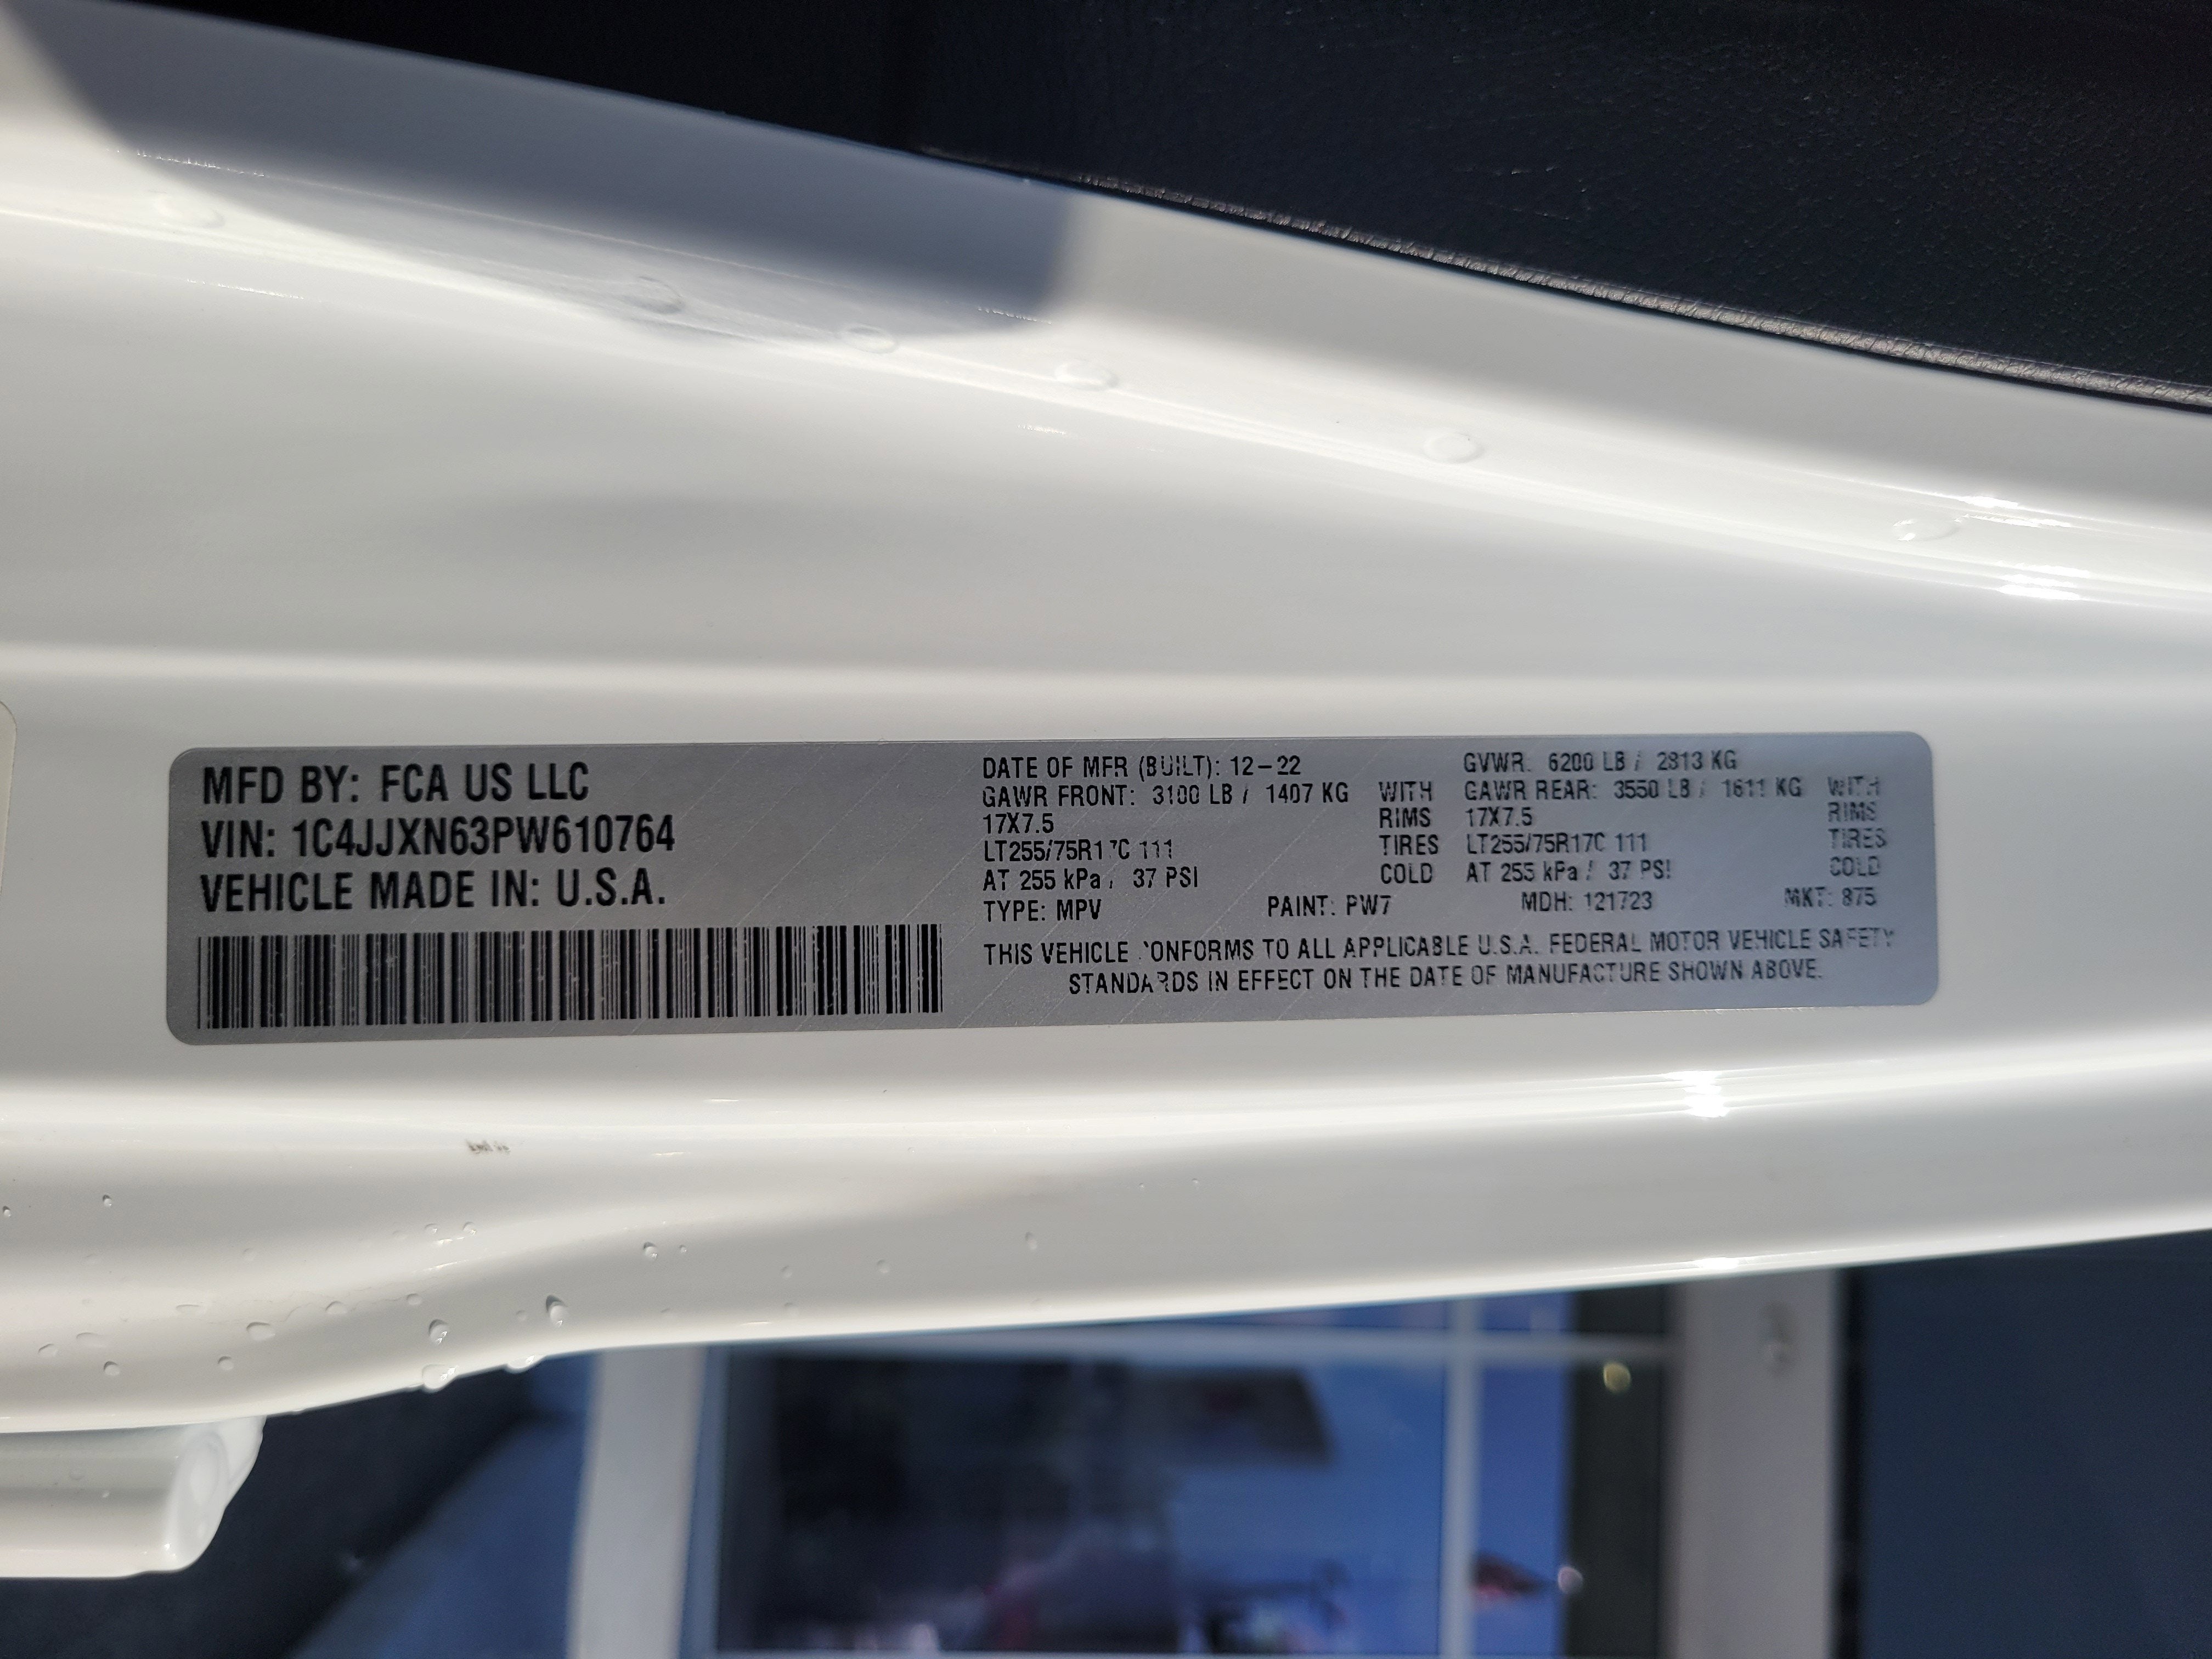 MFD BY: FCA US LLC
VIN: 1C4JJXN63PW610764
VEHICLE MADE IN: U.S.A.
DATE OF MFR (BUILT): 12-22 GVWR: 6200 LB / 2813 KG
GAWR FRONT: 3100 LB / 1407 KG WITH GAWR REAR: 3550 LB / 1611 KG WITH
17X7.5 RIMS 17X7.5 RIMS
LT255/75R17C 111 TIRES LT255/75R17C 111 TIRES
AT 255 kPa / 37 PSI COLD AT 255 kPa / 37 PSI COLD
TYPE: MPV PAINT: PW7 MDH: 121723 MKT: 875
THIS VEHICLE CONFORMS TO ALL APPLICABLE U.S.A. FEDERAL MOTOR VEHICLE SAFETY
STANDARDS IN EFFECT ON THE DATE OF MANUFACTURE SHOWN ABOVE.